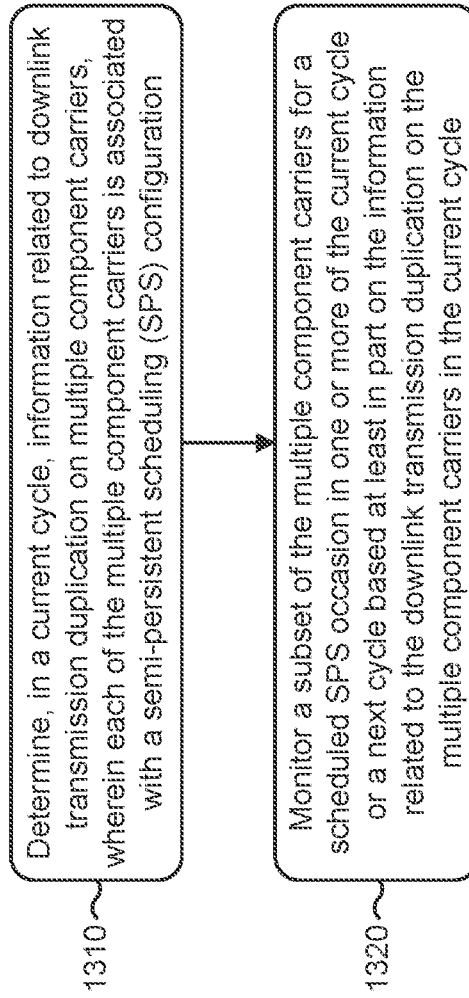 1310
Determine, in a current cycle, information related to downlink
transmission duplication on multiple component carriers,
wherein each of the multiple component carriers is associated
with a semi-persistent scheduling (SPS) configuration
1320
Monitor a subset of the multiple component carriers for a
scheduled SPS occasion in one or more of the current cycle
or a next cycle based at least in part on the information
related to the downlink transmission duplication on the
multiple component carriers in the current cycle